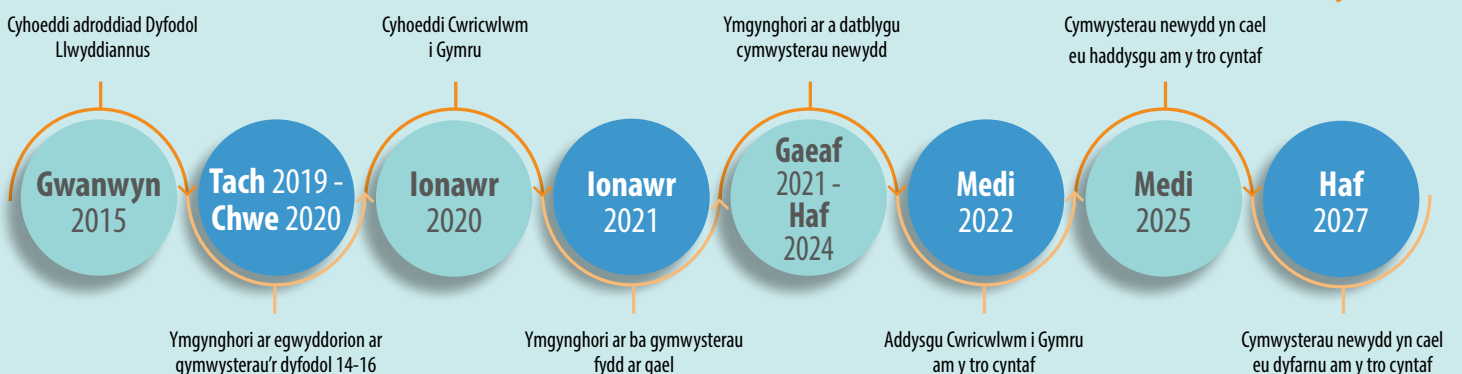 Cyhoeddi adroddiad Dyfodol
Llwyddiannus
Gwanwyn
2015
Tach 2019 -
Chwe 2020
Ymgynghori ar egwyddorion ar
gymwysterau'r dyfodol 14-16
Cyhoeddi Cwricwlwm
i Gymru
Ionawr
2020
Ionawr
2021
Ymgynghori ar ba gymwysterau
fydd ar gael
Ymgynghori ar a datblygu
cymwysterau newydd
Gaeaf
2021 -
Haf
2024
Medi
2022
Addysgu Cwricwlwm i Gymru
am y tro cyntaf
Cymwysterau newydd yn cael
eu haddysgu am y tro cyntaf
Medi
2025
Haf
2027
Cymwysterau newydd yn cael
eu dyfarnu am y tro cyntaf